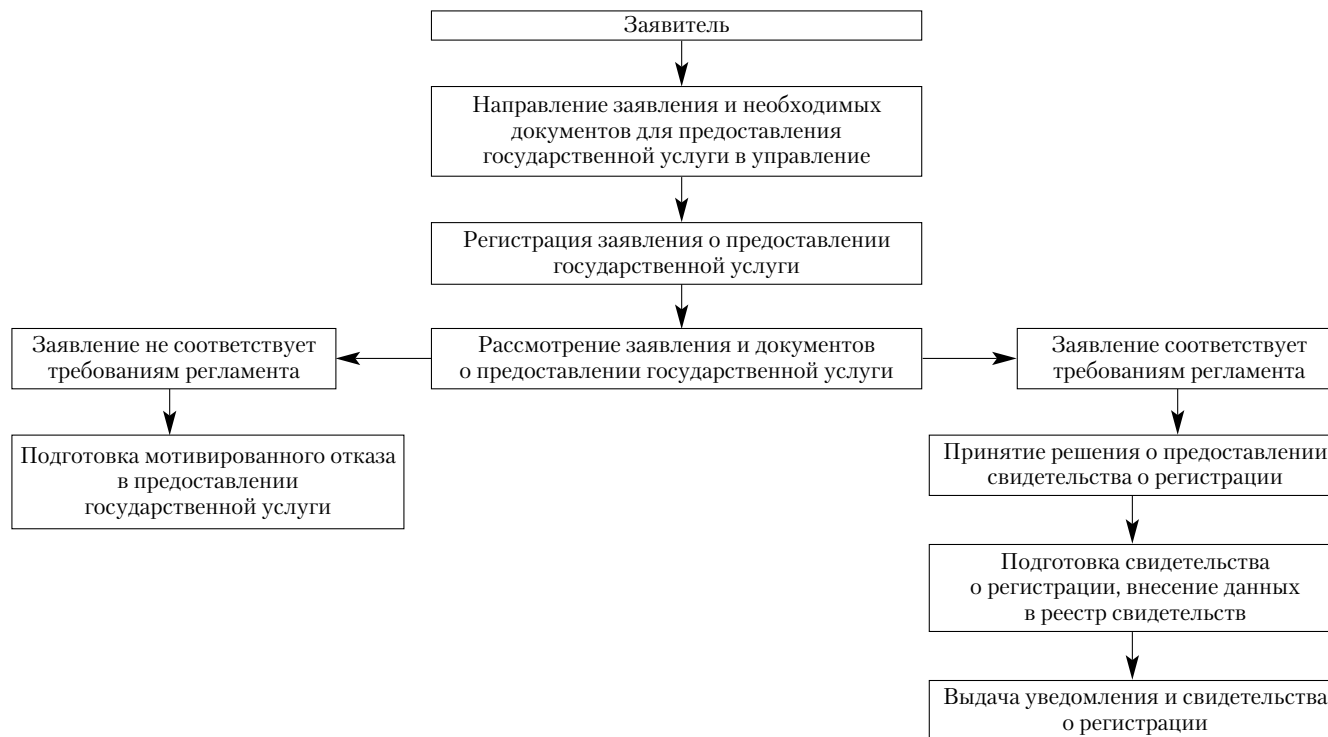 Заявитель
Направление заявления и необходимых
документов для предоставления
государственной услуги в управление
Регистрация заявления о предоставлении
государственной услуги
Заявление не соответствует
требованиям регламента
Рассмотрение заявления и документов
о предоставлении государственной услуги
Заявление соответствует
требованиям регламента
Подготовка мотивированного отказа
в предоставлении
государственной услуги
Принятие решения о предоставлении
свидетельства о регистрации
Подготовка свидетельства
о регистрации, внесение данных
в реестр свидетельств
Выдача уведомления и свидетельства
о регистрации